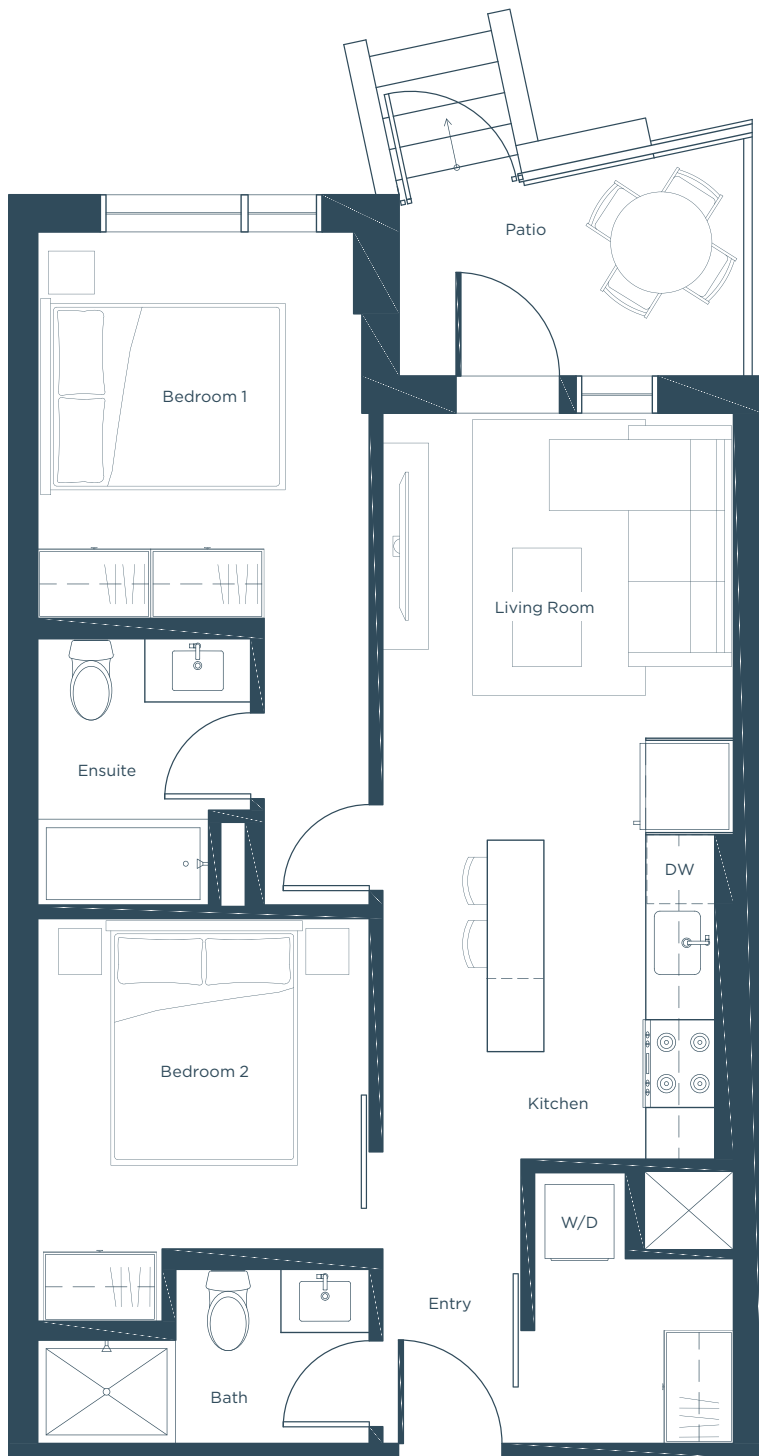 Patio
Bedroom 1
Living Room
Ensuite
DW
Bedroom 2
Kitchen
W/D
Entry
Bath